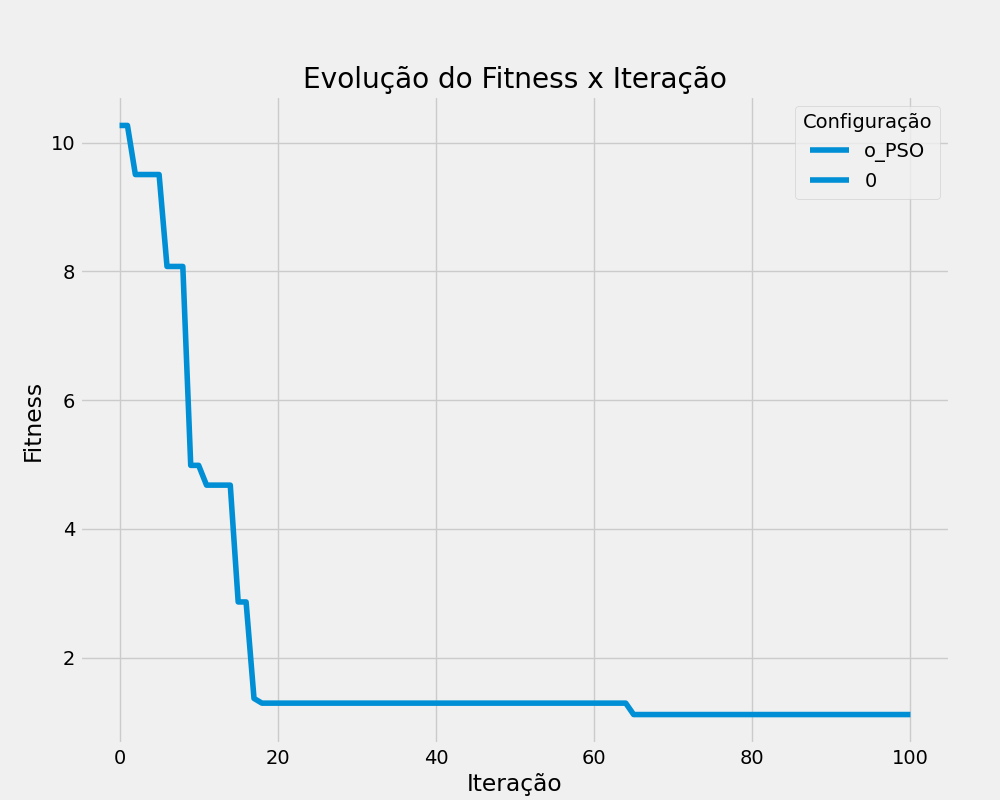 Evolução do Fitness x Iteração
Configuração
o_PSO
0
10
8
6
4
2
Fitness
0 20 40 60 80 100
Iteração